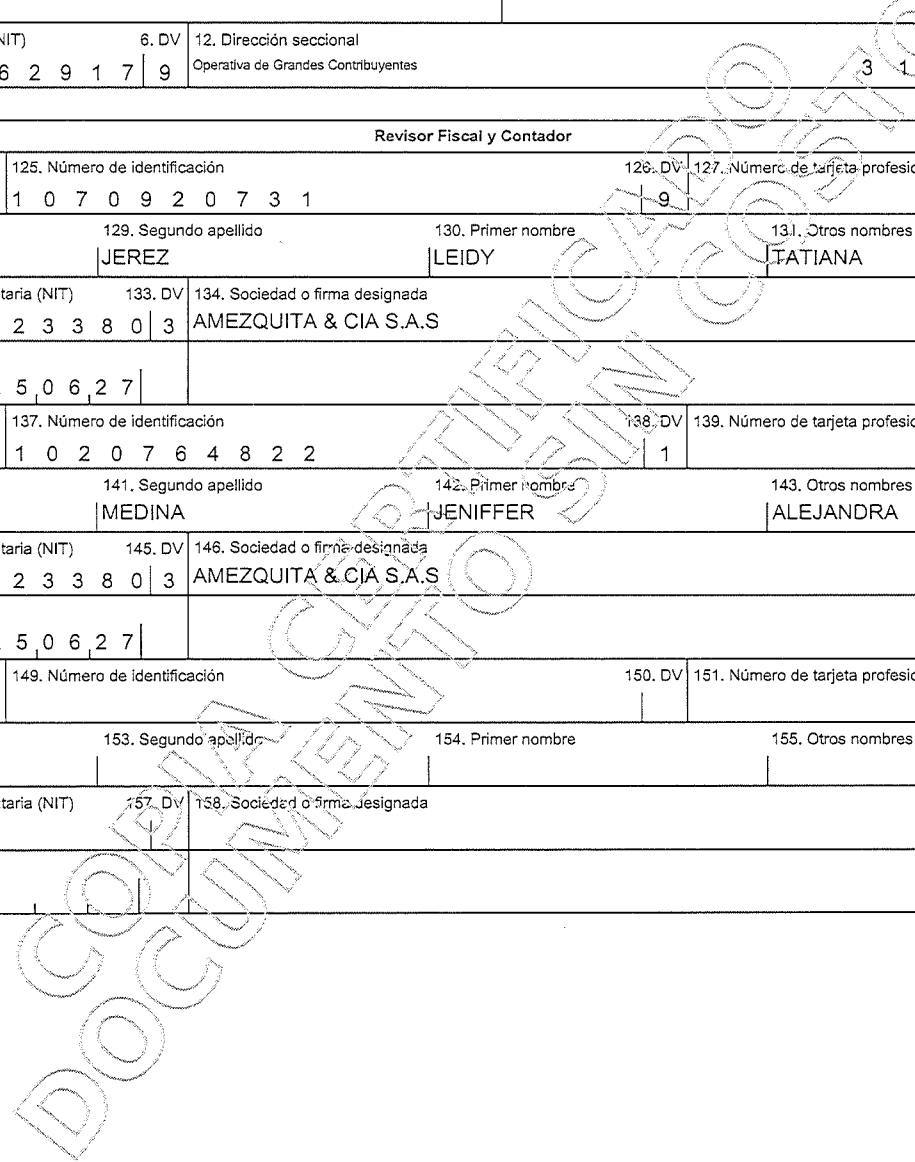 NIT) 6. DV 12. Dirección seccional
6 2 9 1 7 9 Operativa de Grandes Contribuyentes 3 1
Revisor Fiscal y Contador
125. Número de identificación 126. DV 127. Número de tarjeta profesio
1 0 7 0 9 2 0 7 3 1 9
129. Segundo apellido 130. Primer nombre 131. Otros nombres
JEREZ LEIDY TATIANA
taria (NIT) 133. DV 134. Sociedad o firma designada
2 3 3 8 0 3 AMEZQUITA & CIA S.A.S
5 0 6 2 7
137. Número de identificación 138. DV 139. Número de tarjeta profesio
1 0 2 0 7 6 4 8 2 2 1
141. Segundo apellido 142. Primer nombre 143. Otros nombres
MEDINA JENIFFER ALEJANDRA
taria (NIT) 145. DV 146. Sociedad o firma designada
2 3 3 8 0 3 AMEZQUITA & CIA S.A.S
5 0 6 2 7
149. Número de identificación 150. DV 151. Número de tarjeta profesio
153. Segundo apellido 154. Primer nombre 155. Otros nombres
taria (NIT) 157. DV 158. Sociedad o firma designada
COPIA CERTIFICADO
DOCUMENTO SIN COSTO